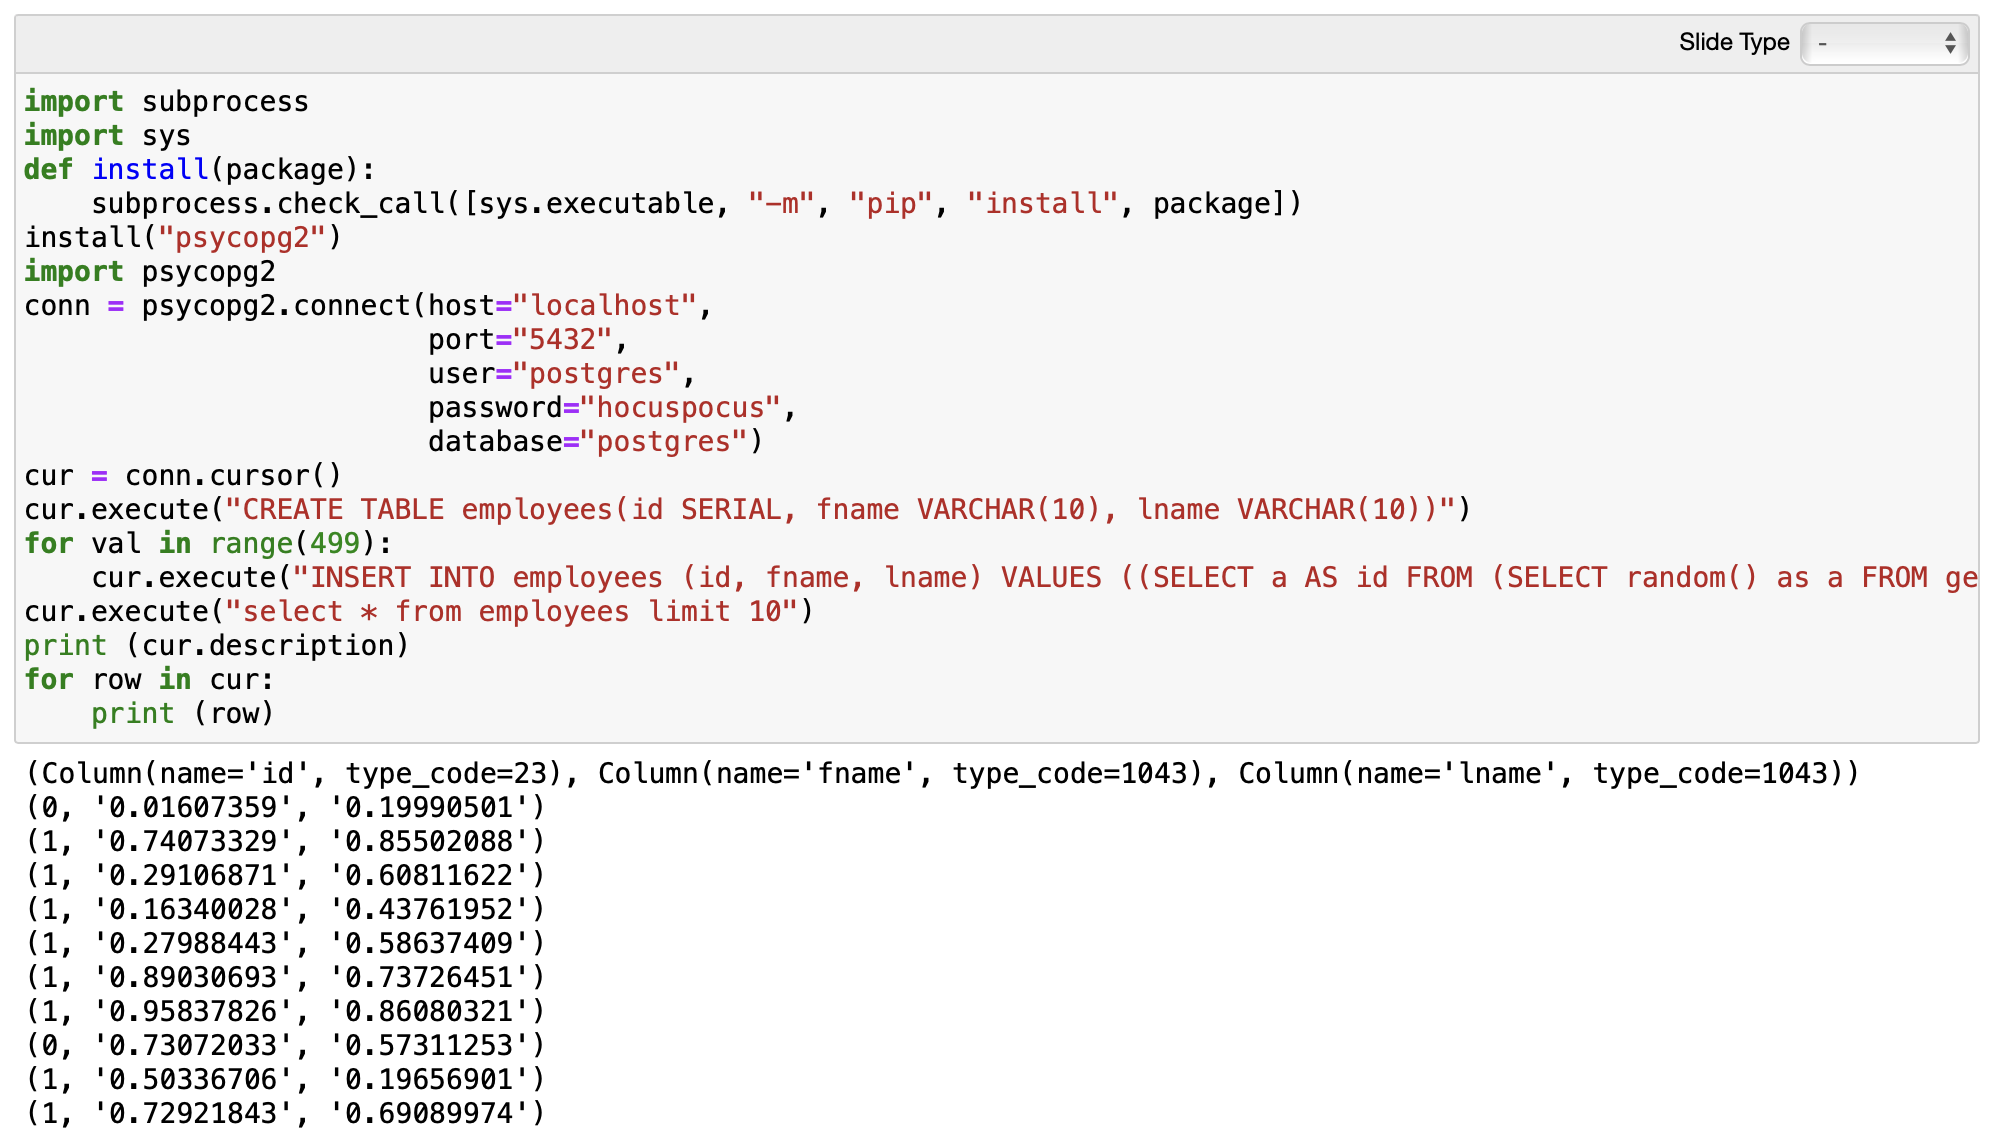 Slide Type -
import subprocess
import sys
def install(package):
    subprocess.check_call([sys.executable, "-m", "pip", "install", package])
install("psycopg2")
import psycopg2
conn = psycopg2.connect(host="localhost",
                        port="5432",
                        user="postgres",
                        password="hocuspocus",
                        database="postgres")
cur = conn.cursor()
cur.execute("CREATE TABLE employees(id SERIAL, fname VARCHAR(10), lname VARCHAR(10))")
for val in range(499):
    cur.execute("INSERT INTO employees (id, fname, lname) VALUES ((SELECT a AS id FROM (SELECT random() as a FROM ge
cur.execute("select * from employees limit 10")
print (cur.description)
for row in cur:
    print (row)
(Column(name='id', type_code=23), Column(name='fname', type_code=1043), Column(name='lname', type_code=1043))
(0, '0.01607359', '0.19990501')
(1, '0.74073329', '0.85502088')
(1, '0.29106871', '0.60811622')
(1, '0.16340028', '0.43761952')
(1, '0.27988443', '0.58637409')
(1, '0.89030693', '0.73726451')
(1, '0.95837826', '0.86080321')
(0, '0.73072033', '0.57311253')
(1, '0.50336706', '0.19656901')
(1, '0.72921843', '0.69089974')